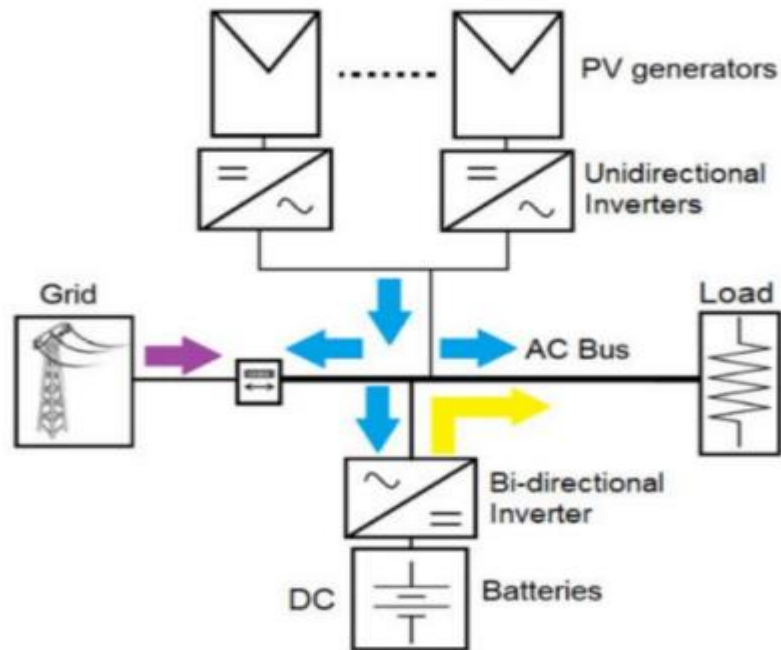 PV generators
Unidirectional
Inverters
Grid
Load
AC Bus
Bi-directional
Inverter
DC
Batteries